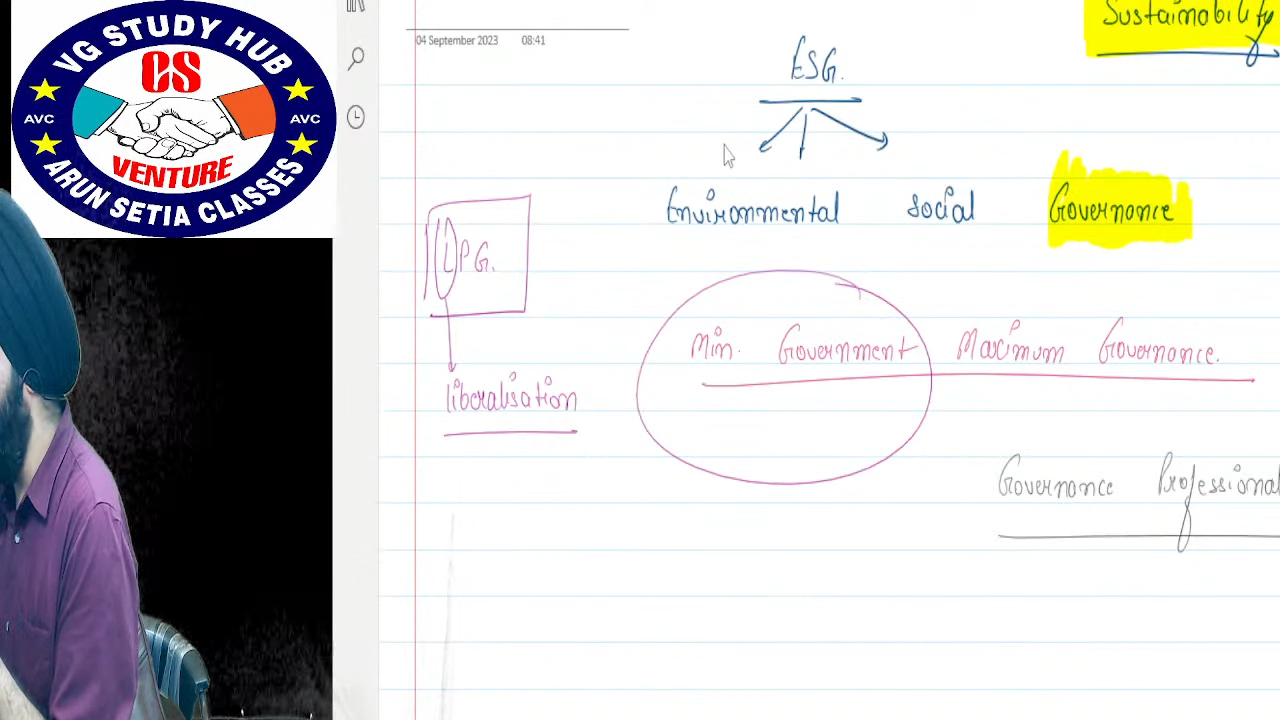 VG STUDY HUB
CS
AVC
AVC
VENTURE
ARUN SETIA CLASSES
04 September 2023 08:41
Sustainability
ESG.
Environmental Social Governance
LPG.
Min. Government Maximum Governance.
liberalisation
Governance Professional